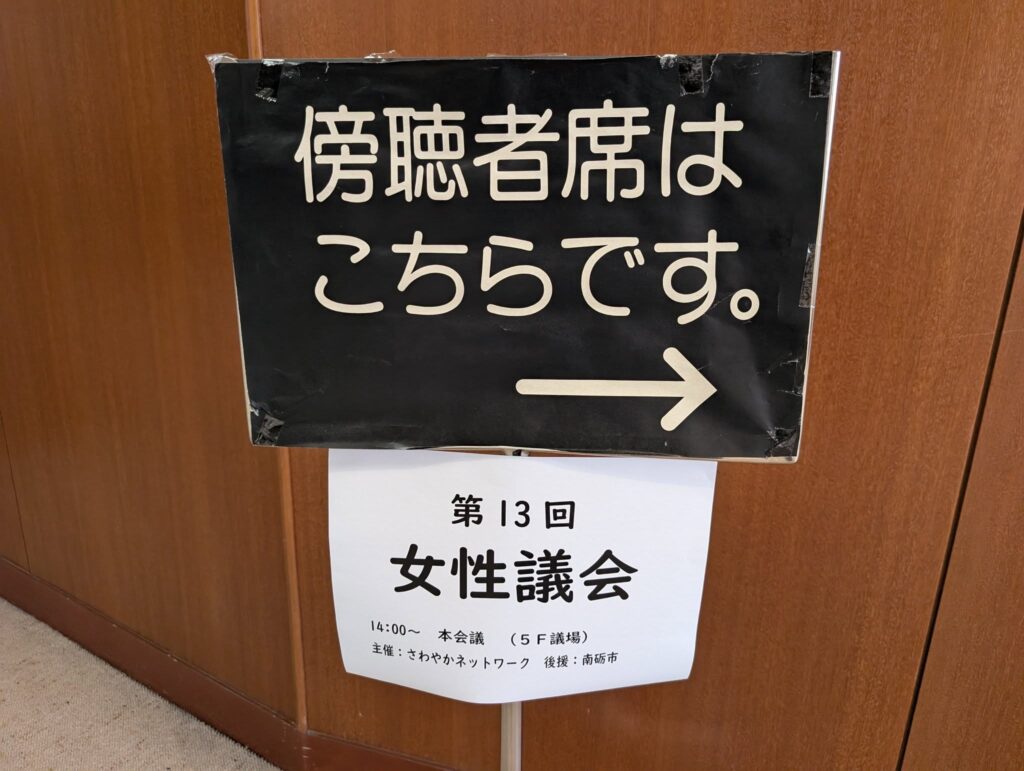 傍聴者席は
こちらです。
→
第13回
女性議会
14:00～　本会議　（５Ｆ議場）
主催：さわやかネットワーク　後援：南砺市